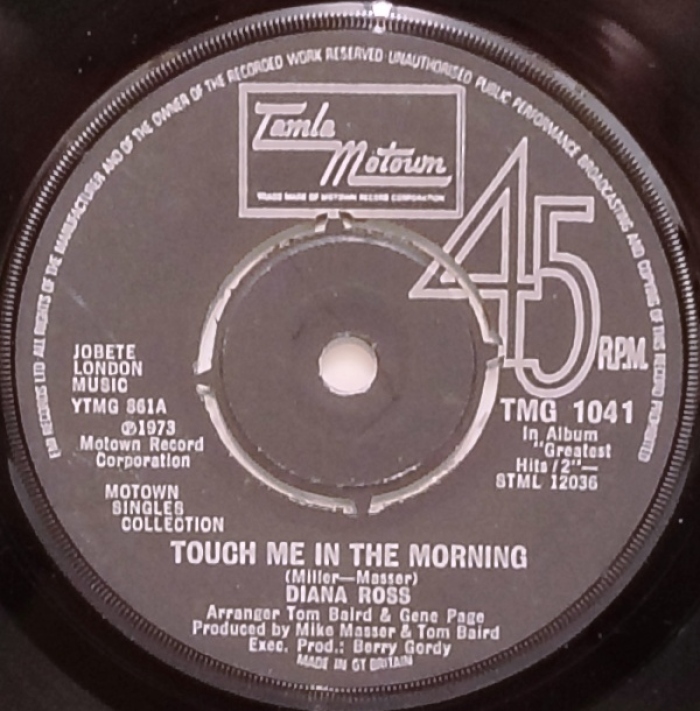 EMI RECORDS LTD ALL RIGHTS OF THE MANUFACTURER AND OF THE OWNER OF THE RECORDED WORK RESERVED·UNAUTHORISED PUBLIC PERFORMANCE BROADCASTING AND COPYING OF THIS RECORD PROHIBITED
Tamla
Motown
TRADE MARK OF MOTOWN RECORD CORPORATION
45
R.P.M.
JOBETE
LONDON
MUSIC
YTMG 861A
℗1973
Motown Record
Corporation
MOTOWN
SINGLES
COLLECTION
TMG 1041
In Album
"Greatest
Hits/2"—
STML 12036
TOUCH ME IN THE MORNING
(Miller—Masser)
DIANA ROSS
Arranger Tom Baird & Gene Page
Produced by Mike Masser & Tom Baird
Exec. Prod.: Berry Gordy
MADE IN GT BRITAIN